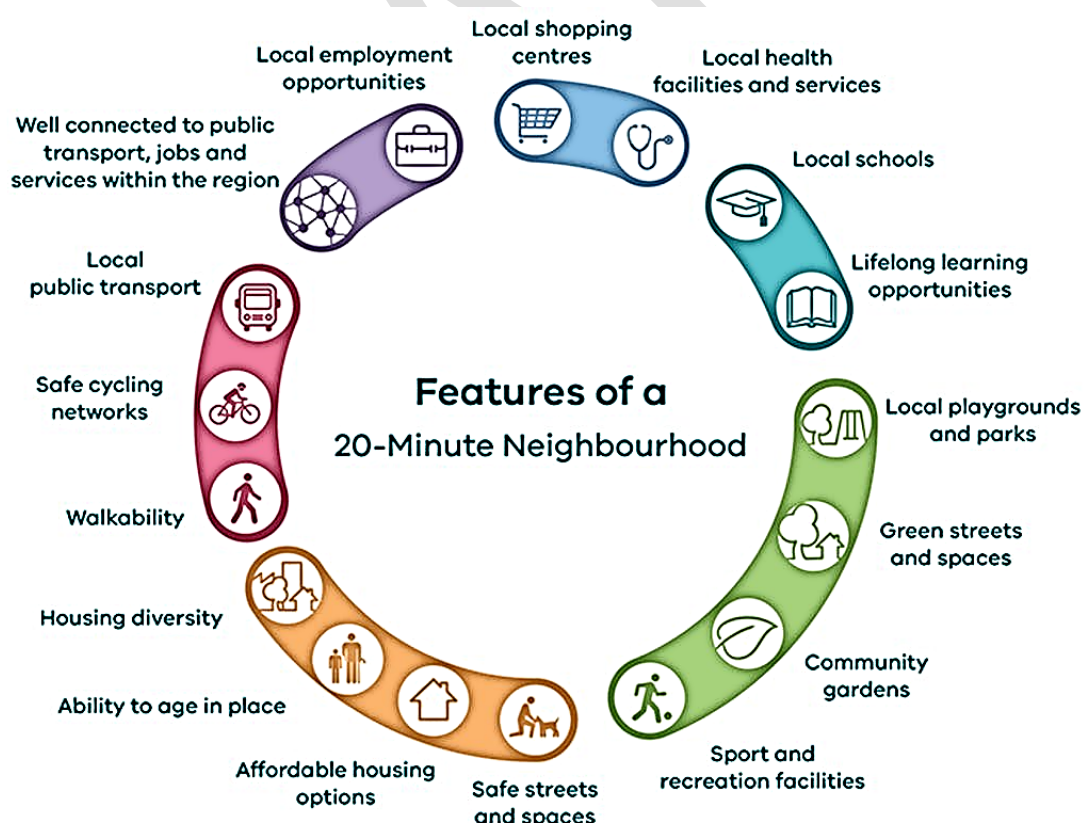 Features of a
20-Minute Neighbourhood
Local shopping
centres
Local health
facilities and services
Local schools
Lifelong learning
opportunities
Local playgrounds
and parks
Green streets
and spaces
Community
gardens
Sport and
recreation facilities
Safe streets
and spaces
Affordable housing
options
Ability to age in place
Housing diversity
Walkability
Safe cycling
networks
Local
public transport
Well connected to public
transport, jobs and
services within the region
Local employment
opportunities